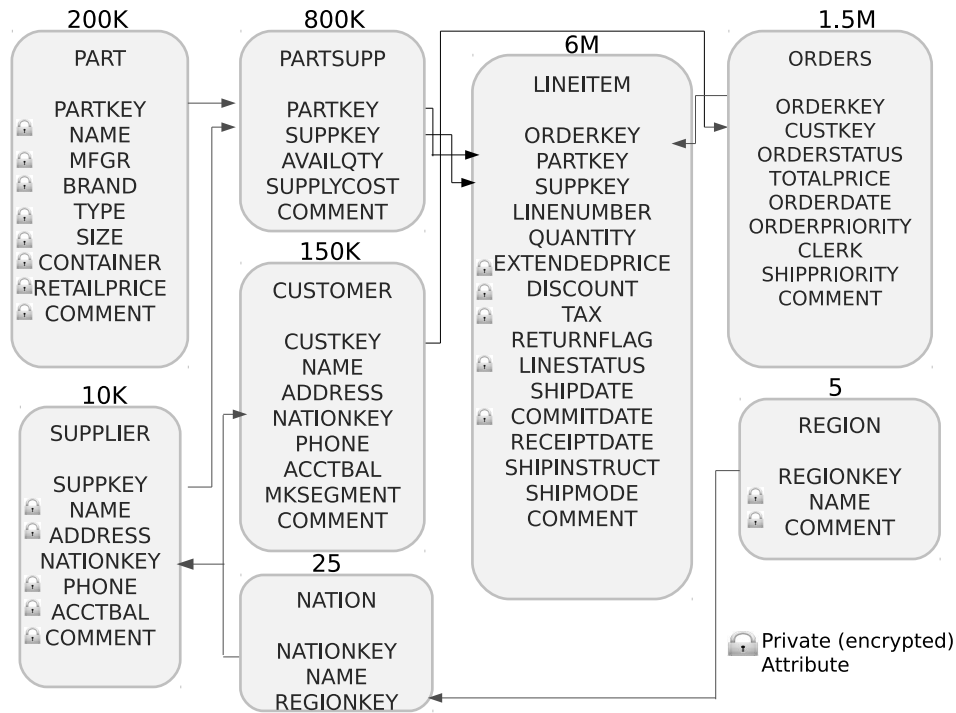 200K
PART
PARTKEY
NAME
MFGR
BRAND
TYPE
SIZE
CONTAINER
RETAILPRICE
COMMENT
800K
PARTSUPP
PARTKEY
SUPPKEY
AVAILQTY
SUPPLYCOST
COMMENT
6M
LINEITEM
ORDERKEY
PARTKEY
SUPPKEY
LINENUMBER
QUANTITY
EXTENDEDPRICE
DISCOUNT
TAX
RETURNFLAG
LINESTATUS
SHIPDATE
COMMITDATE
RECEIPTDATE
SHIPINSTRUCT
SHIPMODE
COMMENT
1.5M
ORDERS
ORDERKEY
CUSTKEY
ORDERSTATUS
TOTALPRICE
ORDERDATE
ORDERPRIORITY
CLERK
SHIPPRIORITY
COMMENT
150K
CUSTOMER
CUSTKEY
NAME
ADDRESS
NATIONKEY
PHONE
ACCTBAL
MKSEGMENT
COMMENT
10K
SUPPLIER
SUPPKEY
NAME
ADDRESS
NATIONKEY
PHONE
ACCTBAL
COMMENT
25
NATION
NATIONKEY
NAME
REGIONKEY
5
REGION
REGIONKEY
NAME
COMMENT
Private (encrypted)
Attribute